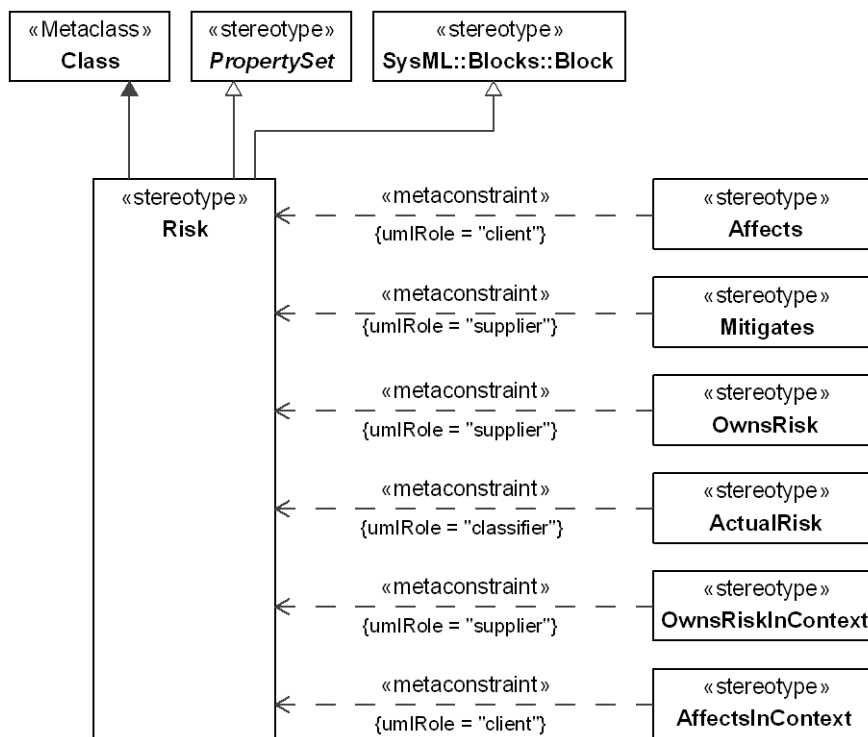 «Metaclass»
Class
«stereotype»
PropertySet
«stereotype»
SysML::Blocks::Block
«stereotype»
Risk
«metaconstraint»
{umlRole = "client"}
«stereotype»
Affects
«metaconstraint»
{umlRole = "supplier"}
«stereotype»
Mitigates
«metaconstraint»
{umlRole = "supplier"}
«stereotype»
OwnsRisk
«metaconstraint»
{umlRole = "classifier"}
«stereotype»
ActualRisk
«metaconstraint»
{umlRole = "supplier"}
«stereotype»
OwnsRiskInContext
«metaconstraint»
{umlRole = "client"}
«stereotype»
AffectsInContext